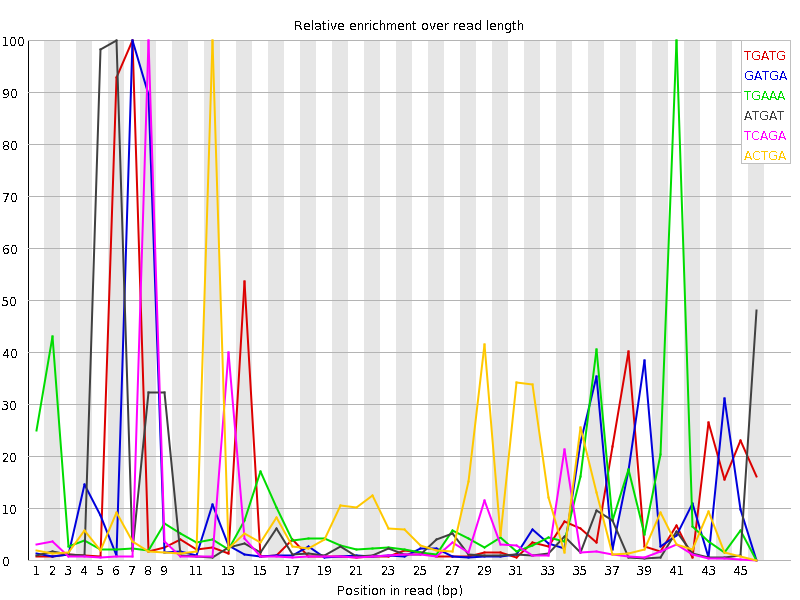 Relative enrichment over read length
100
90
80
70
60
50
40
30
20
10
0
TGATG
GATGA
TGAAA
ATGAT
TCAGA
ACTGA
1 2 3 4 5 6 7 8 9 11 13 15 17 19 21 23 25 27 29 31 33 35 37 39 41 43 45
Position in read (bp)